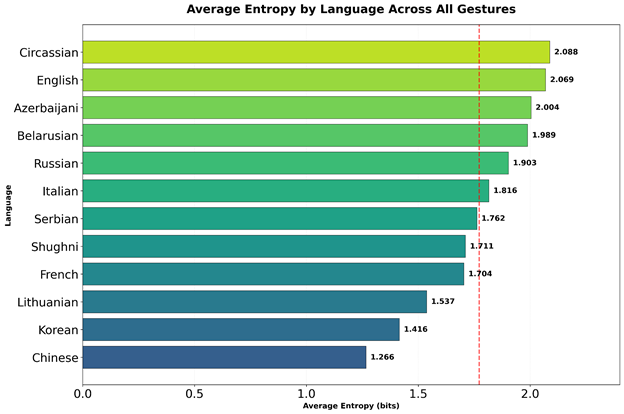 Average Entropy by Language Across All Gestures
Language
Circassian 2.088
English 2.069
Azerbaijani 2.004
Belarusian 1.989
Russian 1.903
Italian 1.816
Serbian 1.762
Shughni 1.711
French 1.704
Lithuanian 1.537
Korean 1.416
Chinese 1.266
0.0 0.5 1.0 1.5 2.0
Average Entropy (bits)